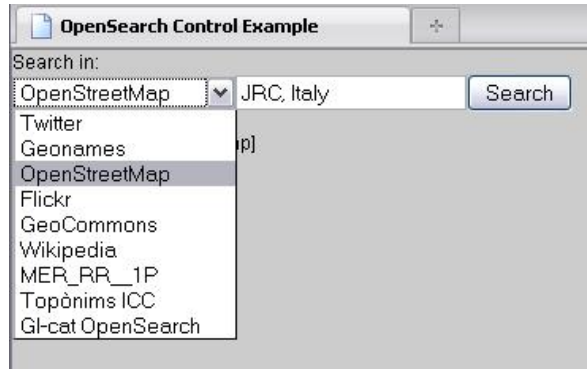 OpenSearch Control Example
Search in:
OpenStreetMap JRC, Italy Search
Twitter
Geonames
OpenStreetMap
Flickr
GeoCommons
Wikipedia
MER_RR__1P
Topònims ICC
GI-cat OpenSearch